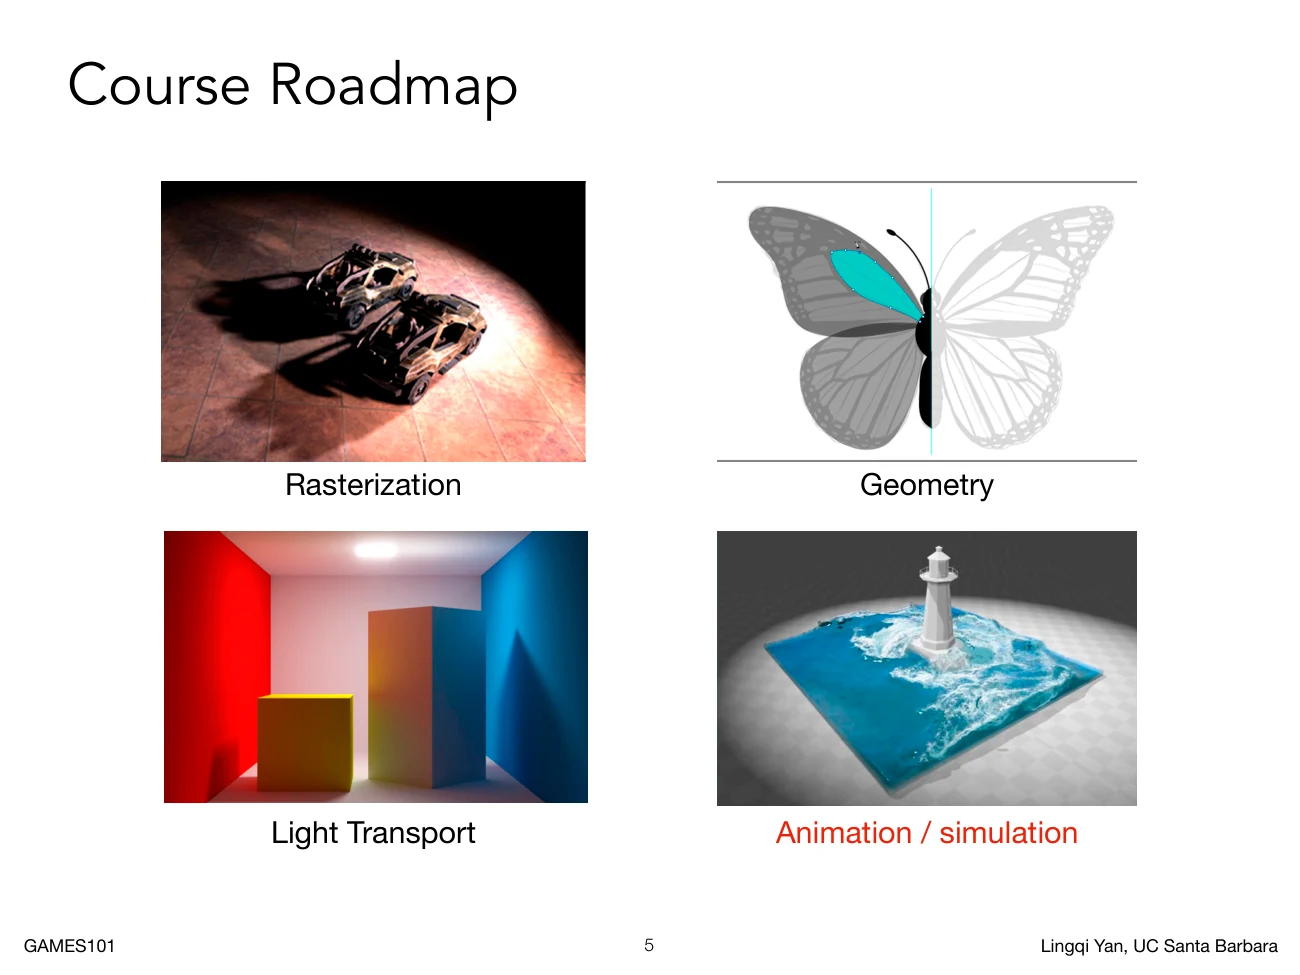 Course Roadmap
Rasterization
Geometry
Light Transport
Animation / simulation
GAMES101
5
Lingqi Yan, UC Santa Barbara